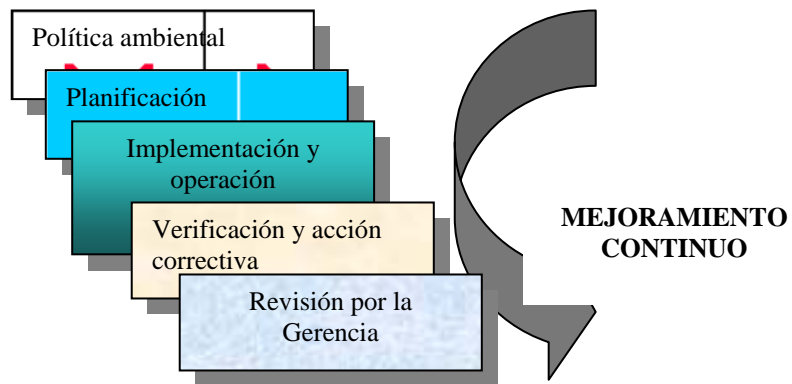 Política ambiental
Planificación
Implementación y
operación
Verificación y acción
correctiva
Revisión por la
Gerencia
MEJORAMIENTO
CONTINUO